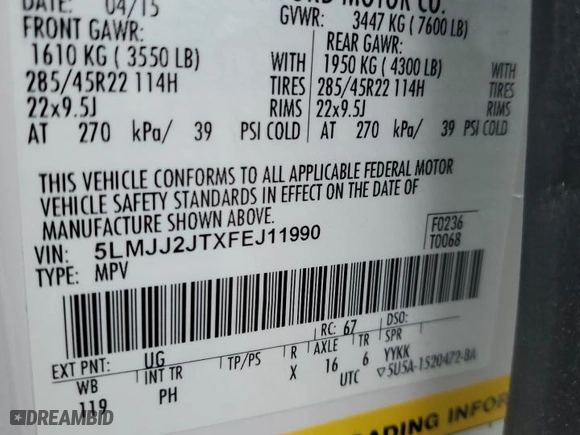 DATE: 04/15
FORD MOTOR CO.
GVWR: 3447 KG ( 7600 LB)
FRONT GAWR:
1610 KG ( 3550 LB)
285/45R22 114H
22x9.5J
AT 270 kPa/ 39 PSI COLD
WITH
TIRES
RIMS
REAR GAWR:
1950 KG ( 4300 LB)
285/45R22 114H
22x9.5J
AT 270 kPa/ 39 PSI COLD
WITH
TIRES
RIMS
THIS VEHICLE CONFORMS TO ALL APPLICABLE FEDERAL MOTOR
VEHICLE SAFETY STANDARDS IN EFFECT ON THE DATE OF
MANUFACTURE SHOWN ABOVE.
VIN: 5LMJJ2JTXFEJ11990
TYPE: MPV
F0236
T0068
EXT PNT: UG
RC: 67 DSO:
WB INT TR TP/PS R AXLE TR SPR
119 PH X 16 6 YYKK
UTC ▽5U5A-1520472-BA
LOADING INFOR
DREAMBID